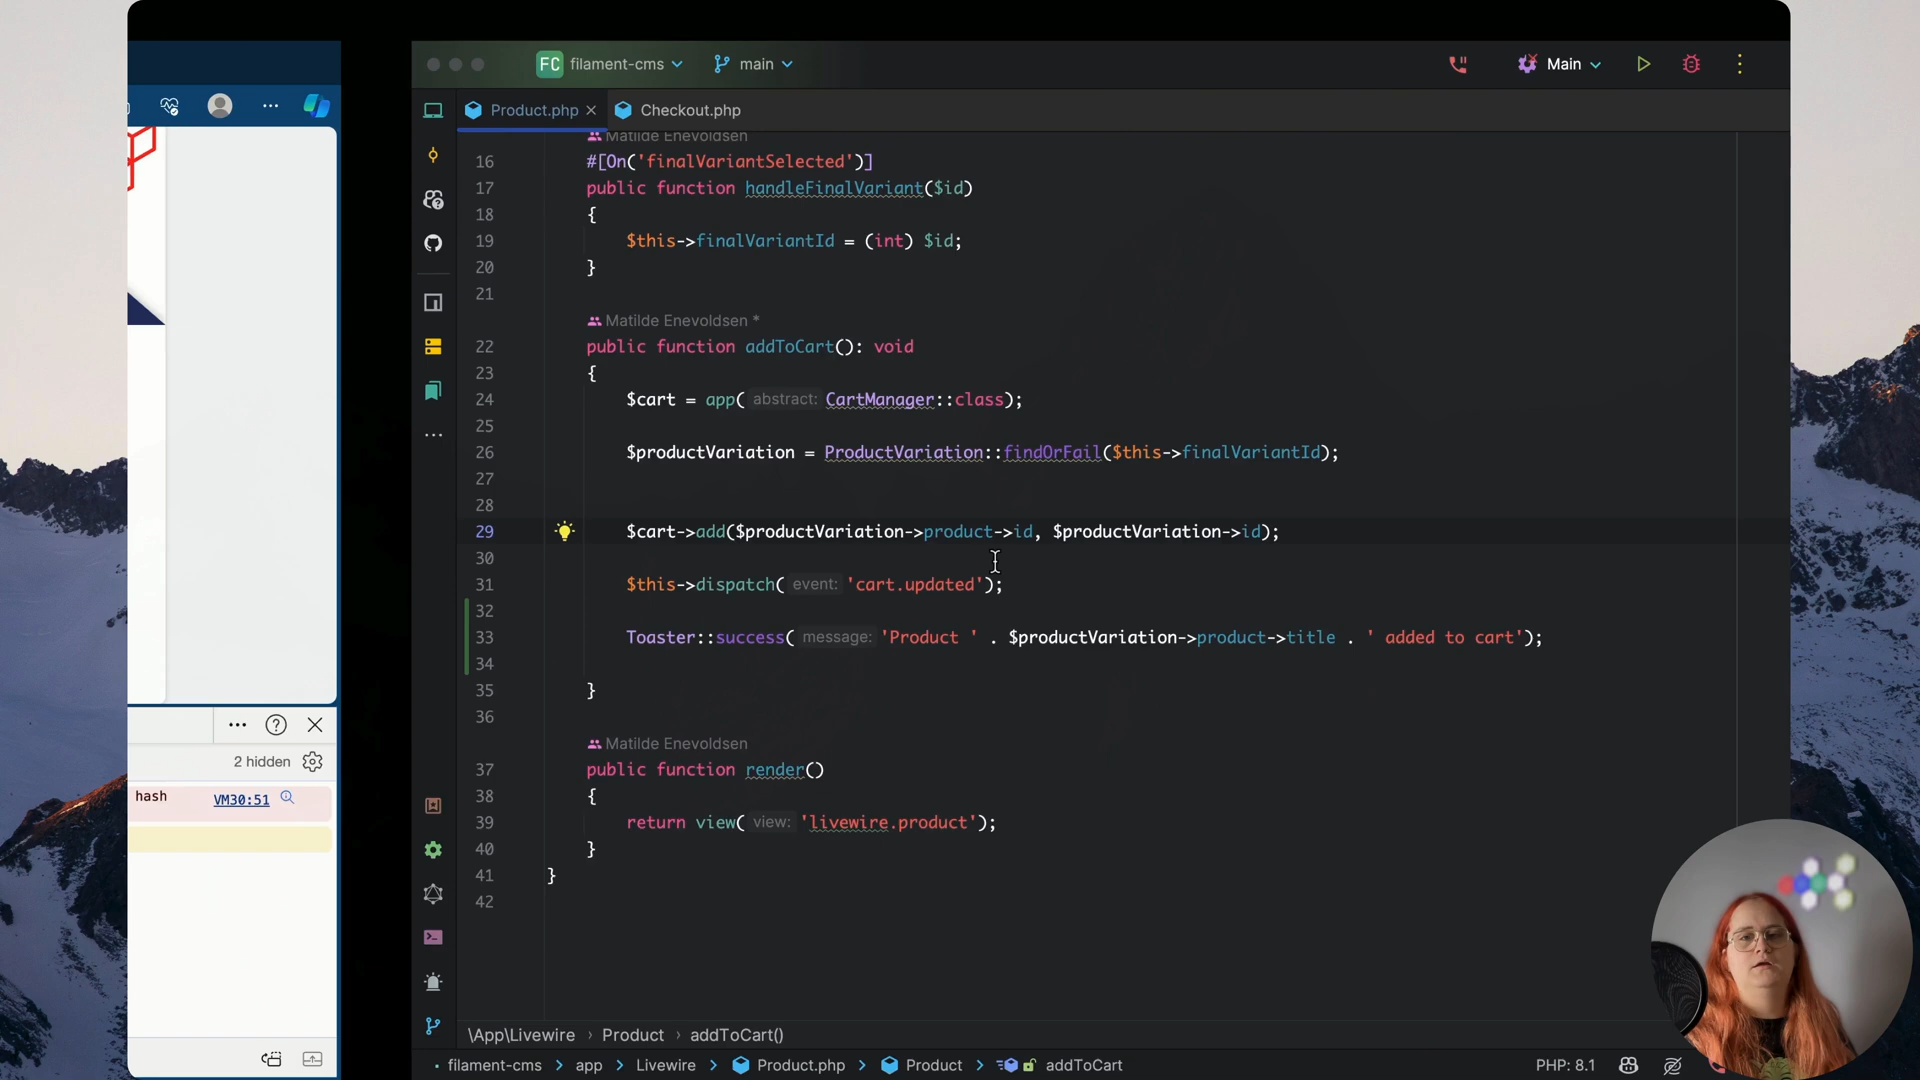 FC filament-cms main Main
Product.php Checkout.php
Matilde Enevoldsen
16 #[On('finalVariantSelected')]
17 public function handleFinalVariant($id)
18 {
19 $this->finalVariantId = (int) $id;
20 }
21
Matilde Enevoldsen *
22 public function addToCart(): void
23 {
24 $cart = app( abstract: CartManager::class);
25
26 $productVariation = ProductVariation::findOrFail($this->finalVariantId);
27
28
29 $cart->add($productVariation->product->id, $productVariation->id);
30
31 $this->dispatch( event: 'cart.updated');
32
33 Toaster::success( message: 'Product ' . $productVariation->product->title . ' added to cart');
34
35 }
36
Matilde Enevoldsen
37 public function render()
38 {
39 return view( view: 'livewire.product');
40 }
41 }
42
2 hidden
hash VM30:51
\App\Livewire › Product › addToCart()
filament-cms > app > Livewire > Product.php > Product > addToCart PHP: 8.1